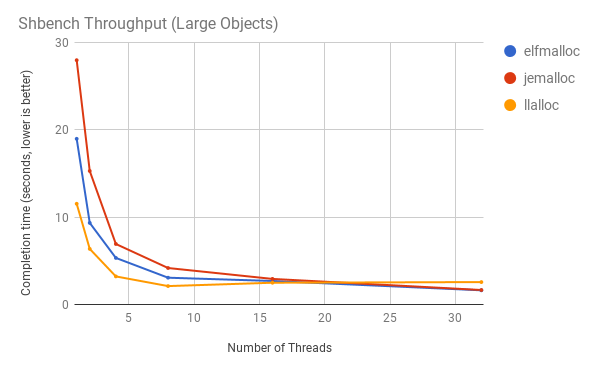 Shbench Throughput (Large Objects)
Completion time (seconds, lower is better)
30
20
10
0
5
10
15
20
25
30
Number of Threads
elfmalloc
jemalloc
llalloc